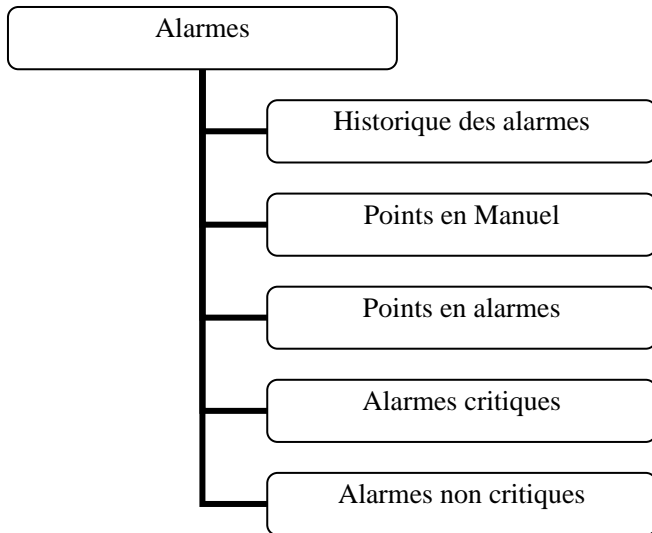 Alarmes
Historique des alarmes
Points en Manuel
Points en alarmes
Alarmes critiques
Alarmes non critiques